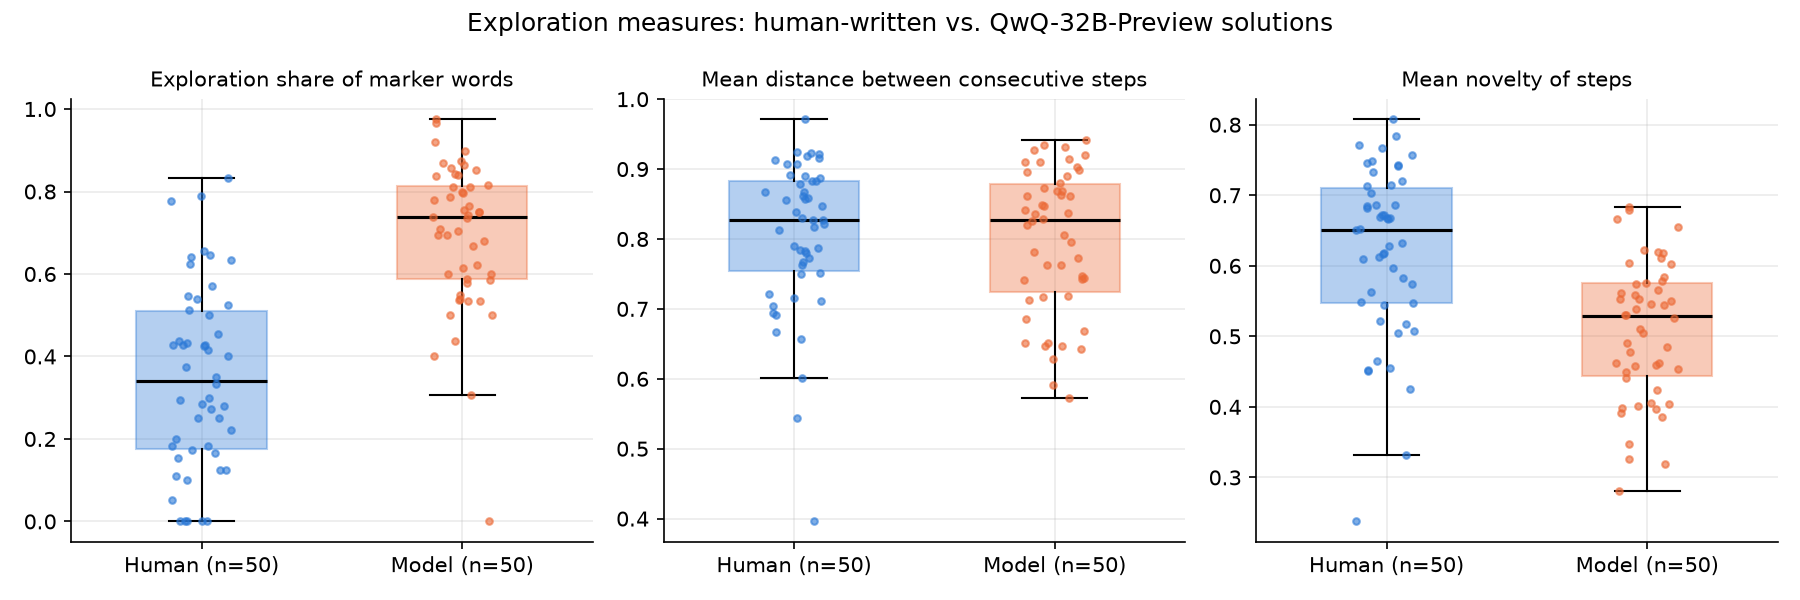 Exploration measures: human-written vs. QwQ-32B-Preview solutions
Exploration share of marker words
1.0
0.8
0.6
0.4
0.2
0.0
Human (n=50)
Model (n=50)
Mean distance between consecutive steps
1.0
0.9
0.8
0.7
0.6
0.5
0.4
Human (n=50)
Model (n=50)
Mean novelty of steps
0.8
0.7
0.6
0.5
0.4
0.3
Human (n=50)
Model (n=50)